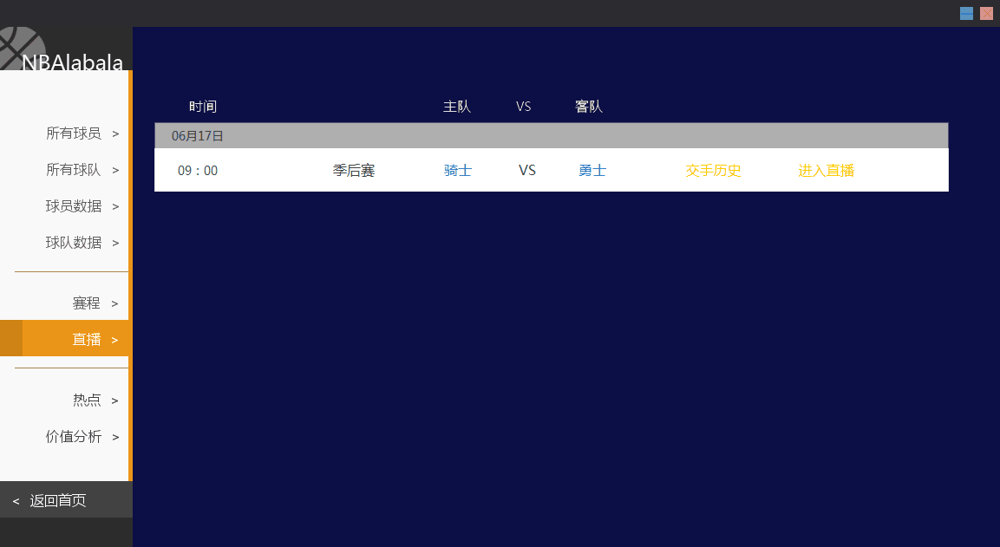 NBAlabala
所有球员 >
所有球队 >
球员数据 >
球队数据 >
赛程 >
直播 >
热点 >
价值分析 >
< 返回首页
时间 主队 VS 客队
06月17日
09：00 季后赛 骑士 VS 勇士 交手历史 进入直播